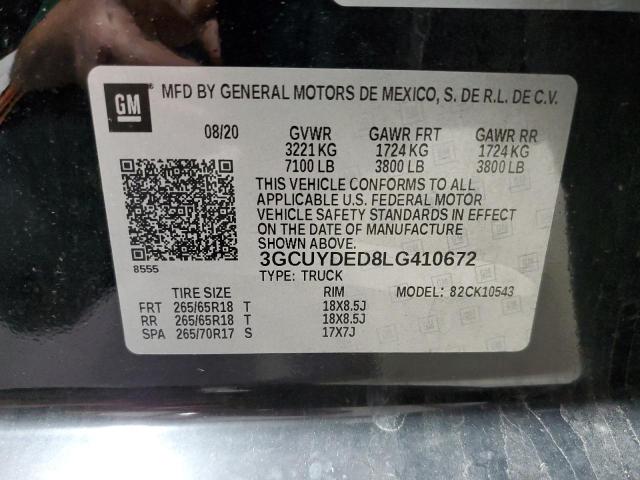 GM ® MFD BY GENERAL MOTORS DE MEXICO, S. DE R.L. DE C.V.
08/20 GVWR GAWR FRT GAWR RR
3221 KG 1724 KG 1724 KG
7100 LB 3800 LB 3800 LB
THIS VEHICLE CONFORMS TO ALL
APPLICABLE U.S. FEDERAL MOTOR
VEHICLE SAFETY STANDARDS IN EFFECT
ON THE DATE OF MANUFACTURE
SHOWN ABOVE.
8555 3GCUYDED8LG410672
TYPE: TRUCK
TIRE SIZE RIM MODEL: 82CK10543
FRT 265/65R18 T 18X8.5J
RR 265/65R18 T 18X8.5J
SPA 265/70R17 S 17X7J